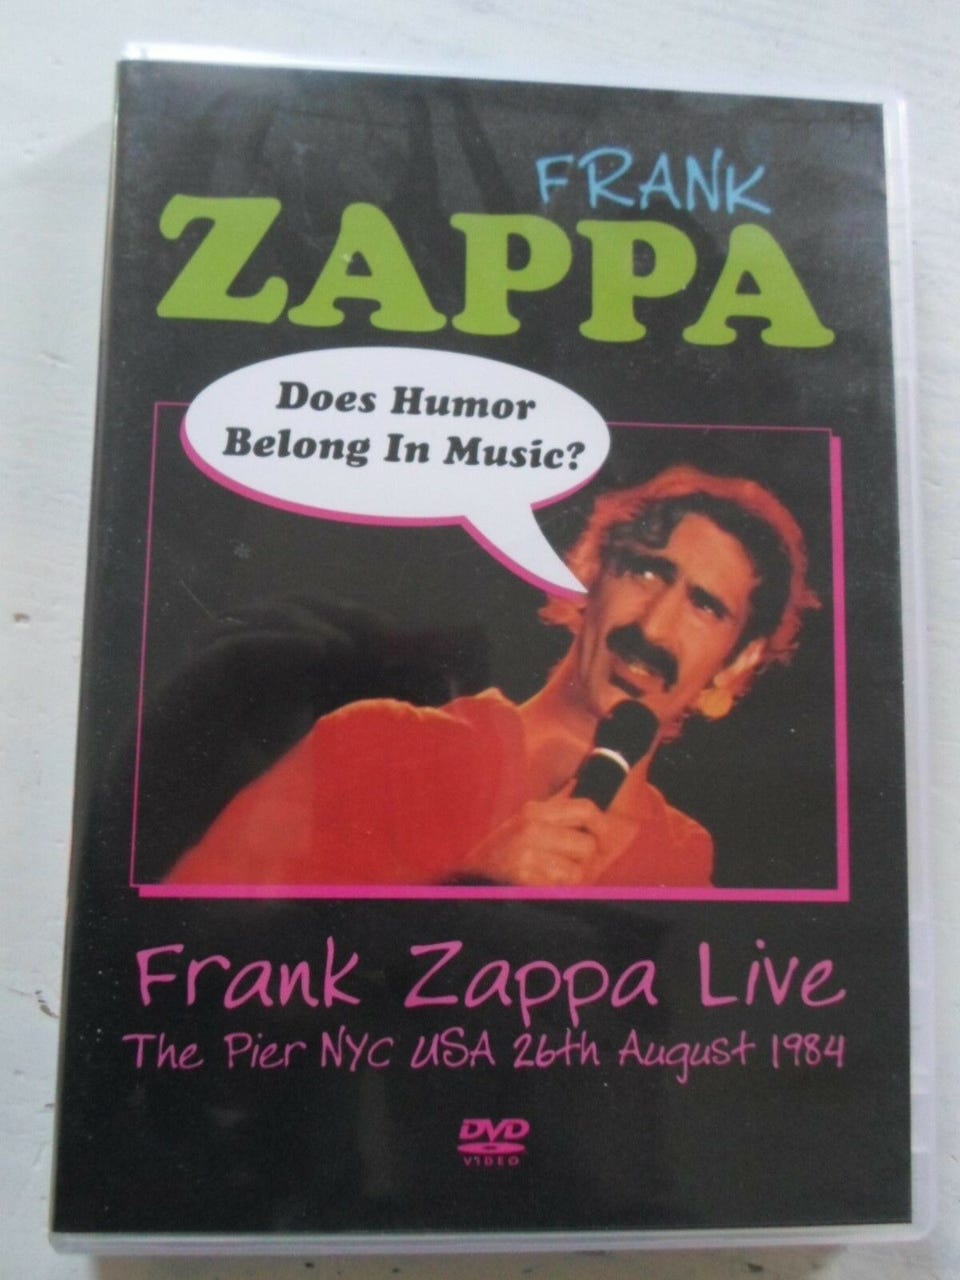 FRANK
ZAPPA
Does Humor
Belong In Music?
Frank Zappa Live
The Pier NYC USA 26th August 1984
DVD
VIDEO